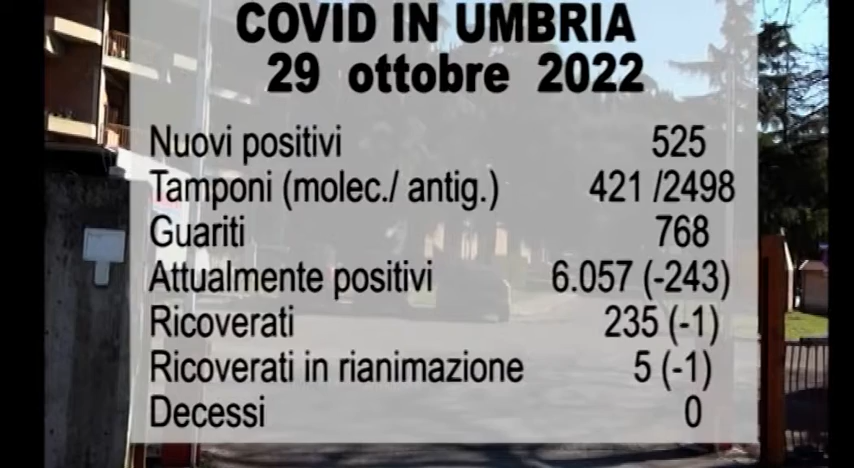 COVID IN UMBRIA
29 ottobre 2022
Nuovi positivi 525
Tamponi (molec./ antig.) 421 /2498
Guariti 768
Attualmente positivi 6.057 (-243)
Ricoverati 235 (-1)
Ricoverati in rianimazione 5 (-1)
Decessi 0